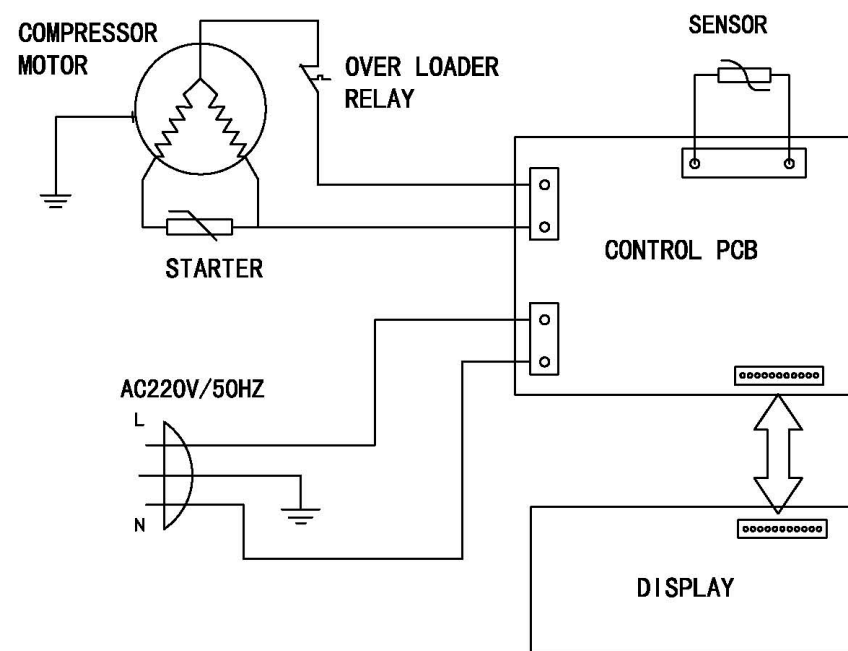 COMPRESSOR
MOTOR
OVER LOADER
RELAY
SENSOR
STARTER
CONTROL PCB
AC220V/50HZ
L
N
DISPLAY